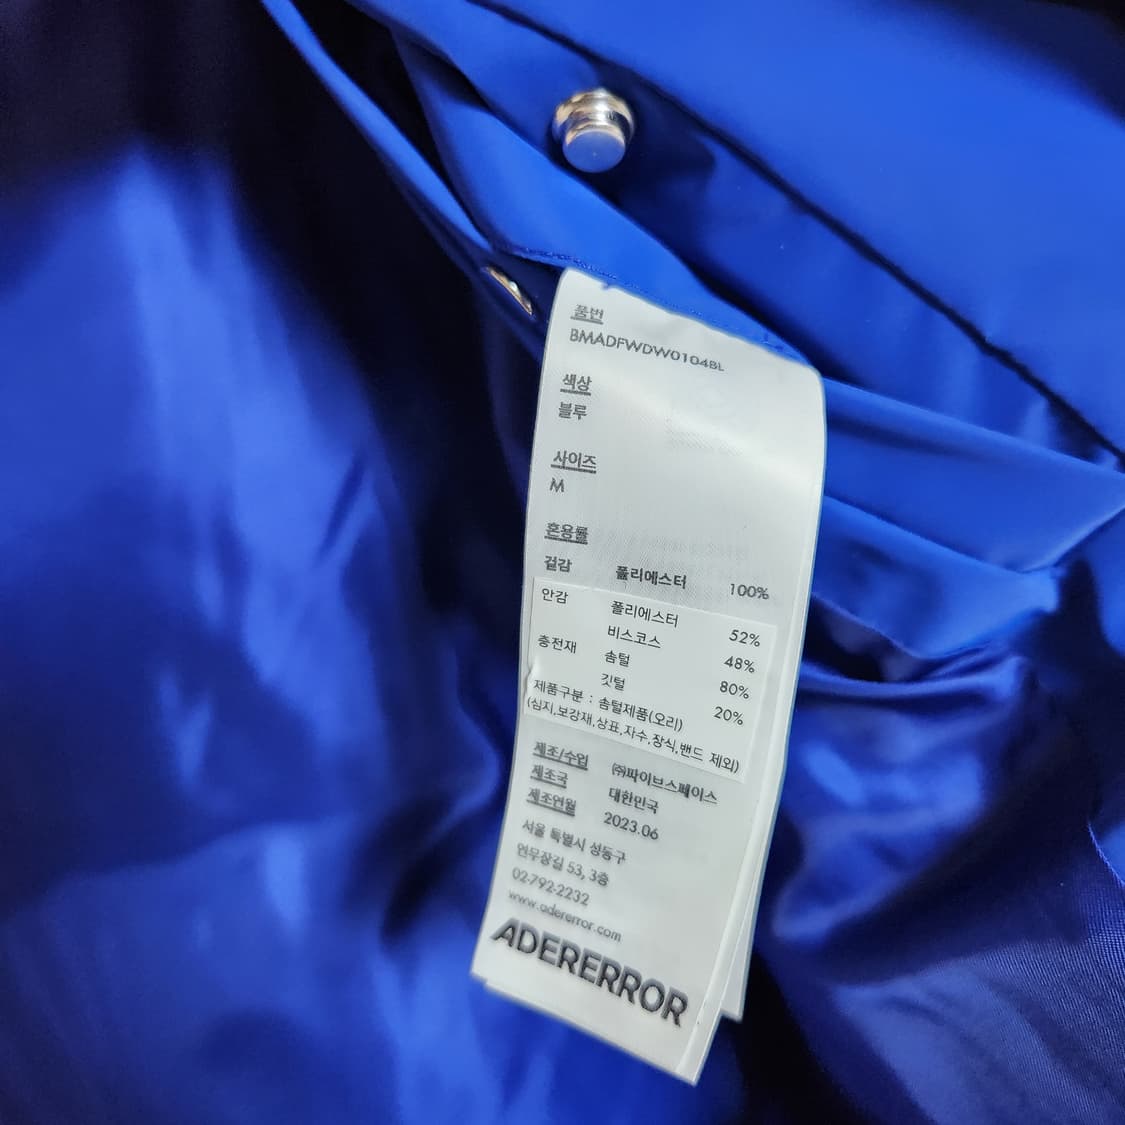 품번
BMADFWDW0104BL
색상
블루
사이즈
M
혼용률
겉감 폴리에스터 100%
안감 폴리에스터 52%
비스코스 48%
충전재 솜털 80%
깃털 20%
제품구분 : 솜털제품(오리)
(심지,보강재,상표,자수,장식,밴드 제외)
제조/수입 ㈜파이브스페이스
제조국 대한민국
제조연월 2023.06
서울 특별시 성동구
연무장길 53, 3층
02-792-2232
www.adererror.com
ADERERROR